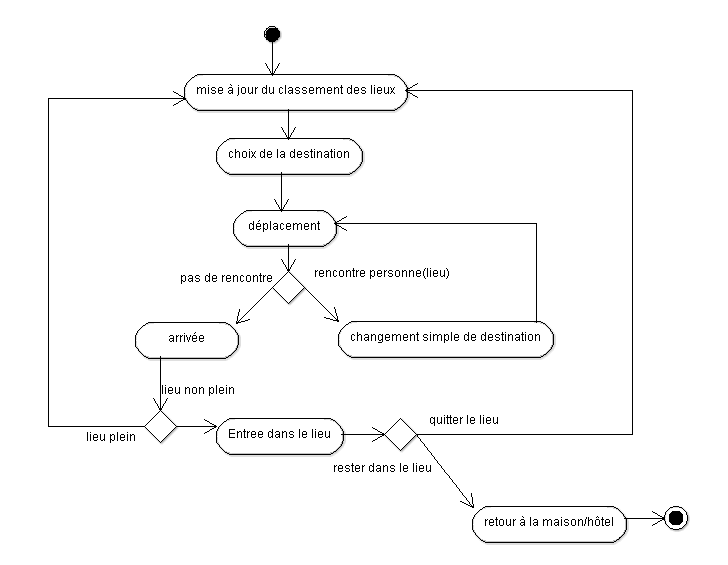 mise à jour du classement des lieux
choix de la destination
déplacement
pas de rencontre
rencontre personne(lieu)
arrivée
changement simple de destination
lieu non plein
lieu plein
Entree dans le lieu
quitter le lieu
rester dans le lieu
retour à la maison/hôtel